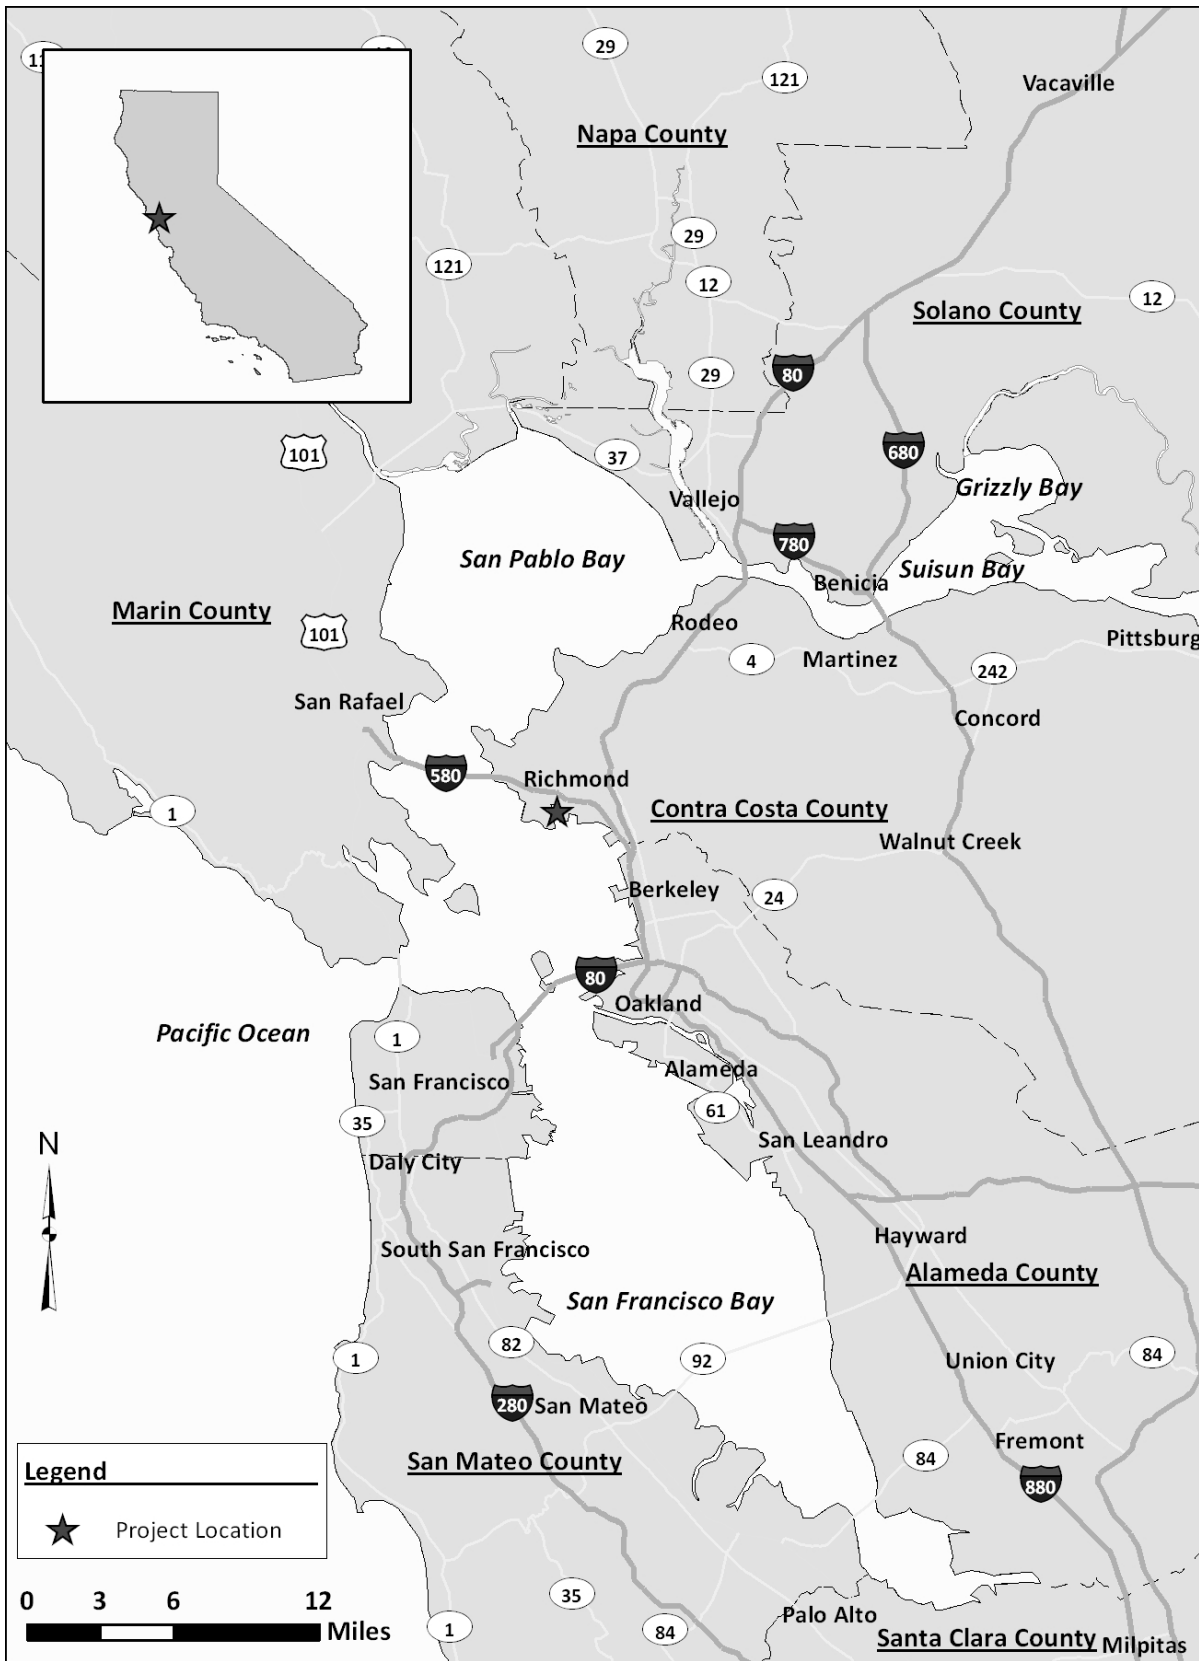 29
121
Vacaville
Napa County
29
121
12
12
Solano County
29
80
101
37
680
Grizzly Bay
Vallejo
780
San Pablo Bay
Suisun Bay
Benicia
Marin County
Rodeo
101
Pittsburg
4
Martinez
242
San Rafael
Concord
580
Richmond
1
Contra Costa County
Walnut Creek
Berkeley
24
80
Oakland
Pacific Ocean
1
Alameda
San Francisco
61
35
San Leandro
N
Daly City
Hayward
South San Francisco
Alameda County
San Francisco Bay
82
92
1
Union City
84
280
San Mateo
Fremont
84
San Mateo County
880
Legend
Project Location
0 3 6 12
Miles
35
Palo Alto
1
84
Santa Clara County
Milpitas